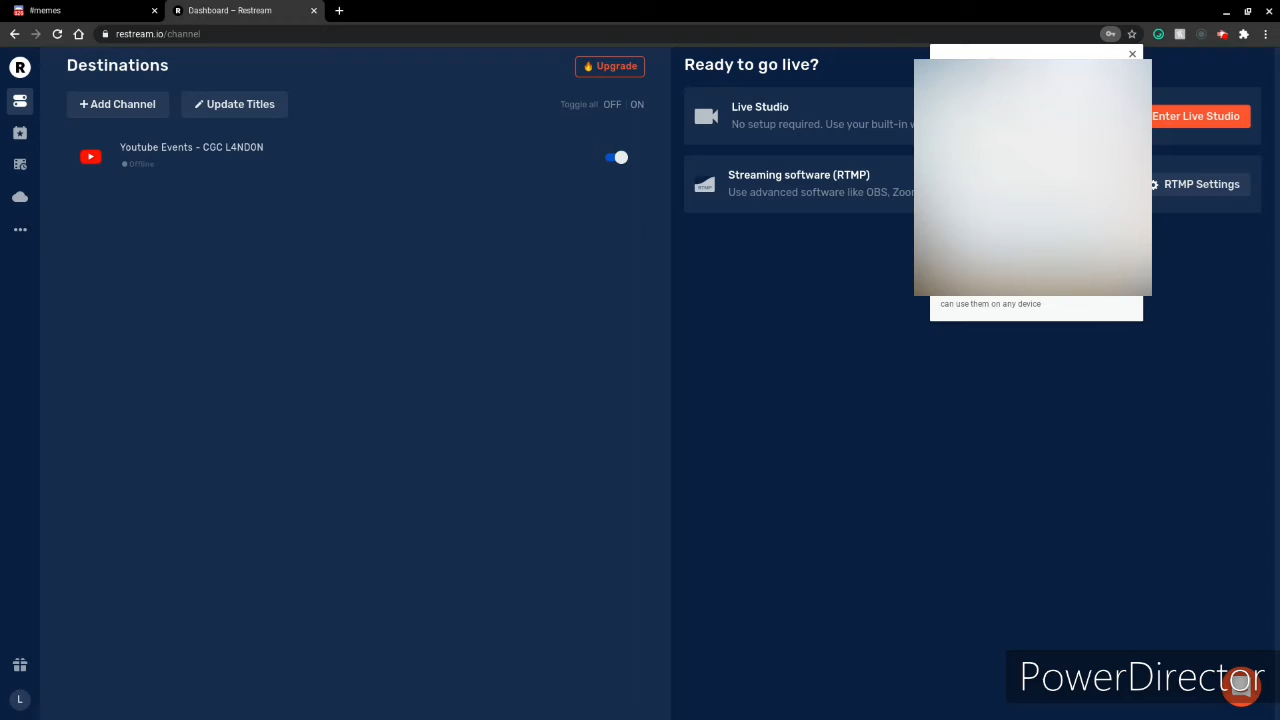 826
#memes
R
Dashboard – Restream
restream.io/channel
R
Destinations
🔥 Upgrade
Ready to go live?
+ Add Channel
Update Titles
Toggle all OFF | ON
Live Studio
No setup required. Use your built-in w
Enter Live Studio
Youtube Events - CGC L4ND0N
Offline
RTMP
Streaming software (RTMP)
Use advanced software like OBS, Zoom
RTMP Settings
can use them on any device
L
PowerDirector